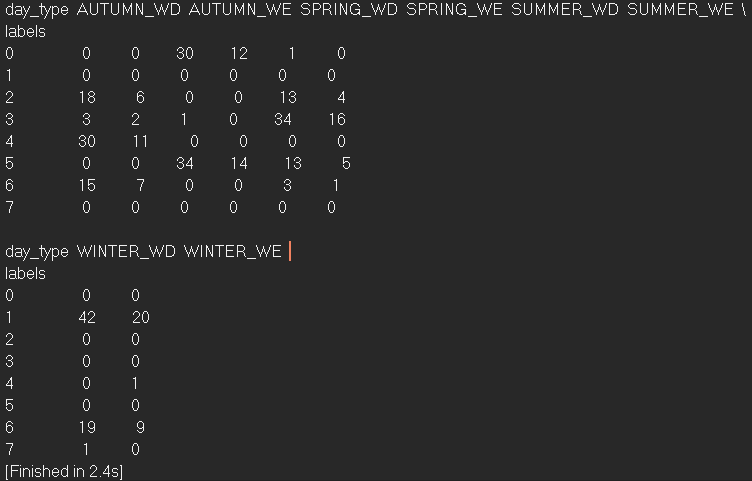 day_type AUTUMN_WD AUTUMN_WE SPRING_WD SPRING_WE SUMMER_WD SUMMER_WE \
labels
0 0 0 30 12 1 0
1 0 0 0 0 0 0
2 18 6 0 0 13 4
3 3 2 1 0 34 16
4 30 11 0 0 0 0
5 0 0 34 14 13 5
6 15 7 0 0 3 1
7 0 0 0 0 0 0
day_type WINTER_WD WINTER_WE
labels
0 0 0
1 42 20
2 0 0
3 0 0
4 0 1
5 0 0
6 19 9
7 1 0
[Finished in 2.4s]